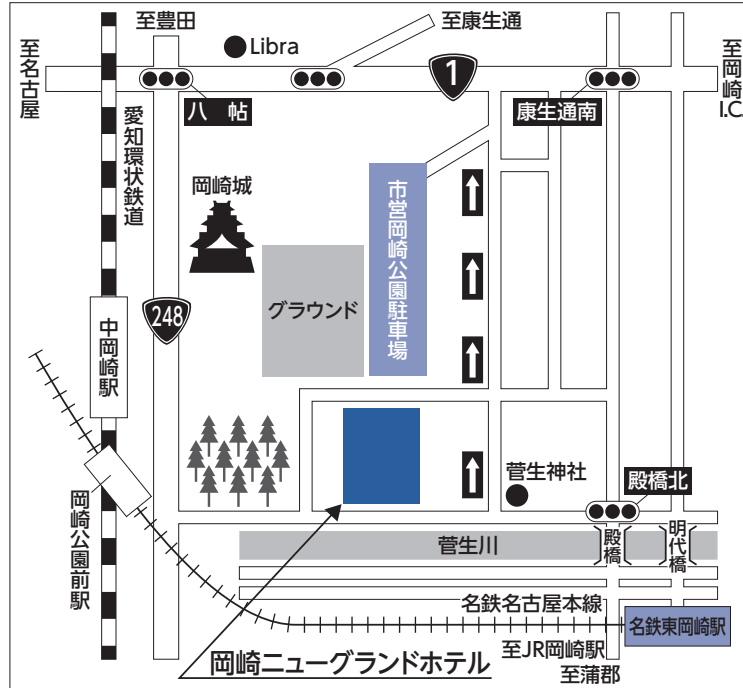 至豊田
至康生通
至名古屋
Libra
1
至岡崎
I.C.
八 帖
康生通南
愛知環状鉄道
岡崎城
市営岡崎公園駐車場
グラウンド
248
中岡崎駅
菅生神社
殿橋北
岡崎公園前駅
菅生川
殿橋
明代橋
名鉄名古屋本線
名鉄東岡崎駅
至JR岡崎駅
至蒲郡
岡崎ニューグランドホテル